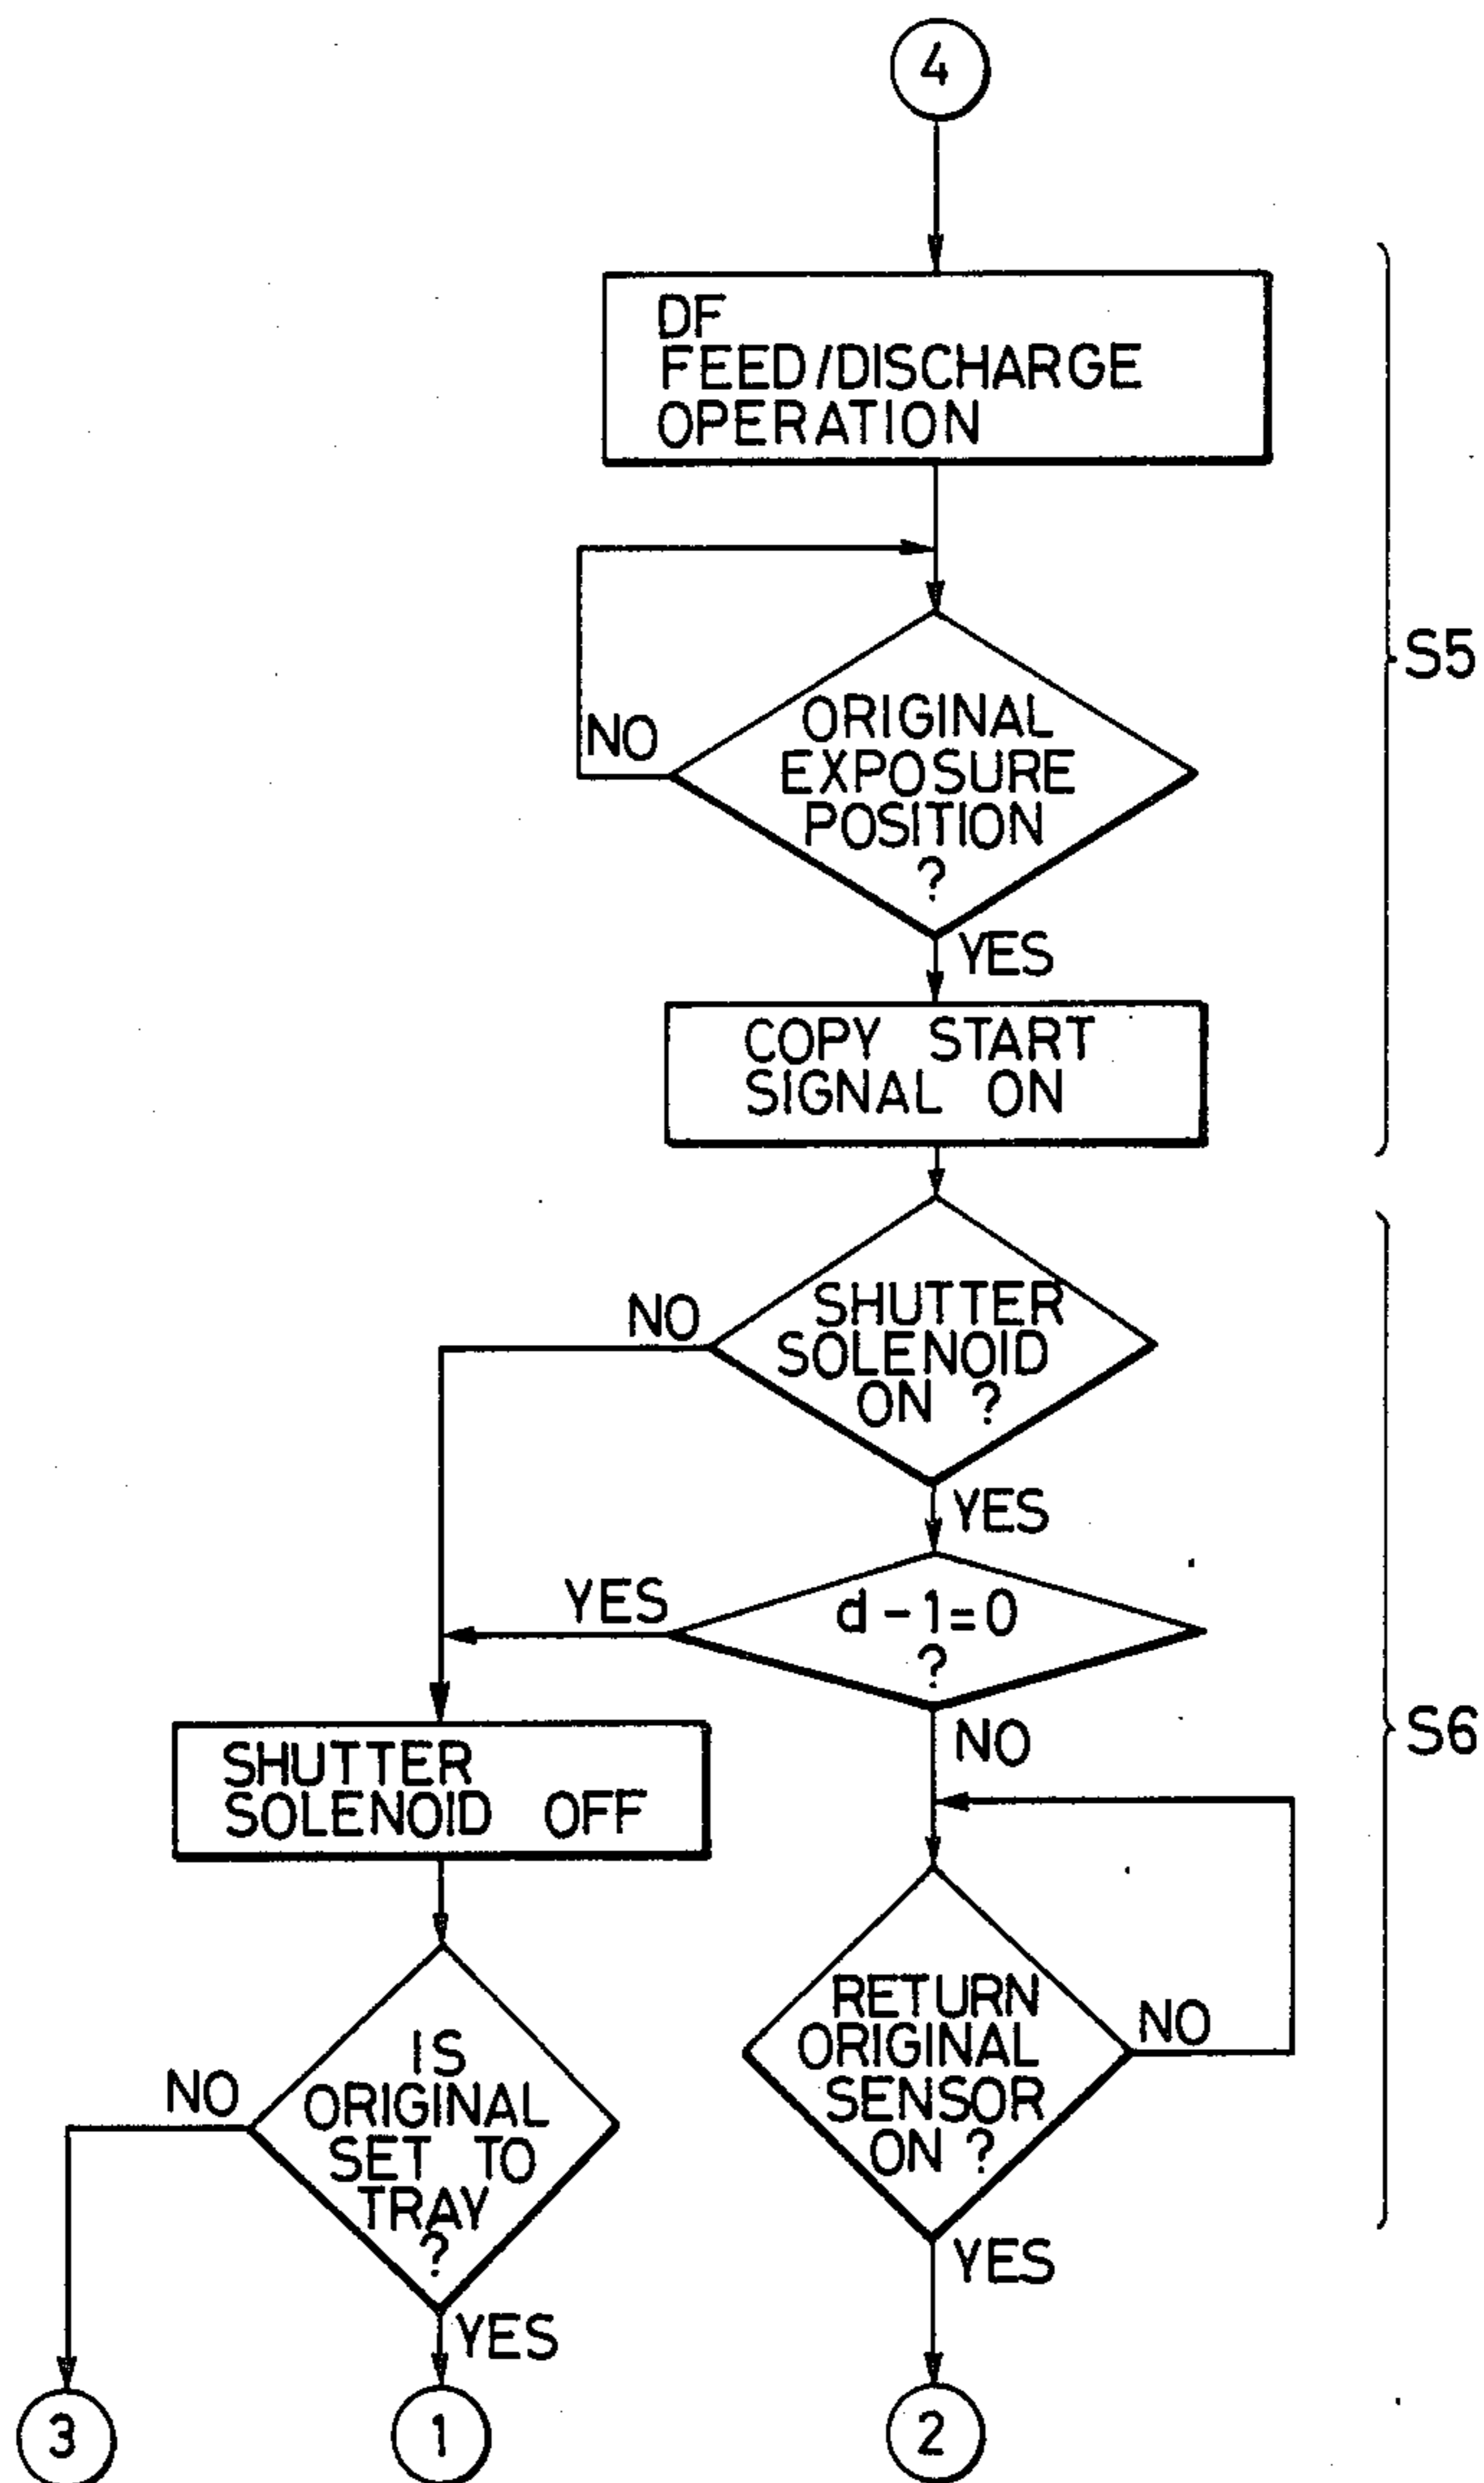 4
DF
FEED/DISCHARGE
OPERATION
S5
NO
ORIGINAL
EXPOSURE
POSITION
?
YES
COPY START
SIGNAL ON
NO
SHUTTER
SOLENOID
ON ?
YES
YES
d-1=0
?
NO
S6
SHUTTER
SOLENOID OFF
RETURN
ORIGINAL
SENSOR
ON ?
NO
YES
NO
IS
ORIGINAL
SET TO
TRAY
?
YES
3
1
2